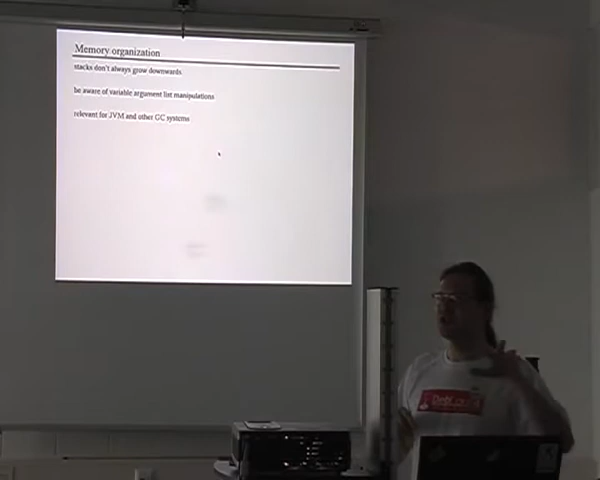 Memory organization
stacks don't always grow downwards
be aware of variable argument list manipulations
relevant for JVM and other GC systems